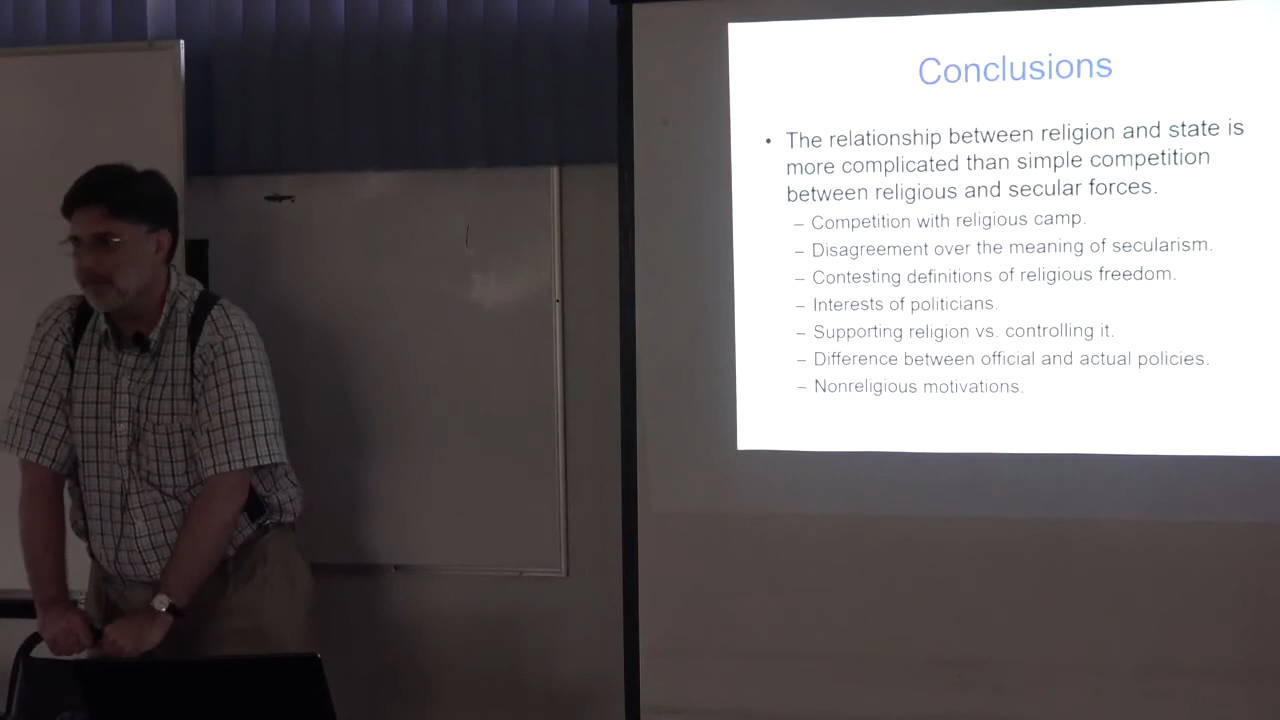 Conclusions
• The relationship between religion and state is
more complicated than simple competition
between religious and secular forces.
– Competition with religious camp.
– Disagreement over the meaning of secularism.
– Contesting definitions of religious freedom.
– Interests of politicians.
– Supporting religion vs. controlling it.
– Difference between official and actual policies.
– Nonreligious motivations.